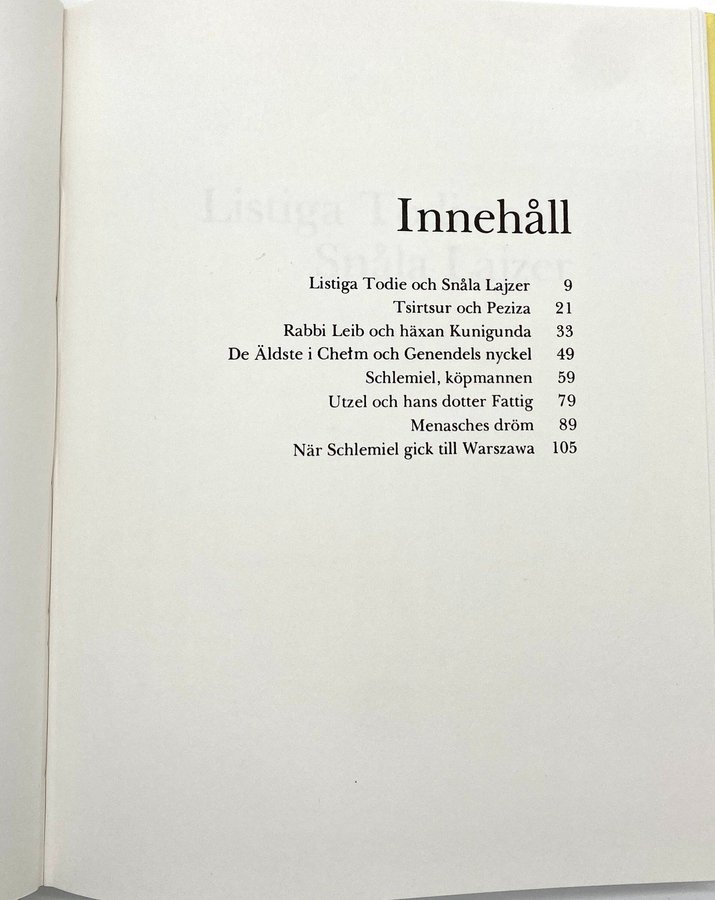 Innehåll
Listiga Todie och Snåla Lajzer 9
Tsirtsur och Peziza 21
Rabbi Leib och häxan Kunigunda 33
De Äldste i Chełm och Genendels nyckel 49
Schlemiel, köpmannen 59
Utzel och hans dotter Fattig 79
Menasches dröm 89
När Schlemiel gick till Warszawa 105